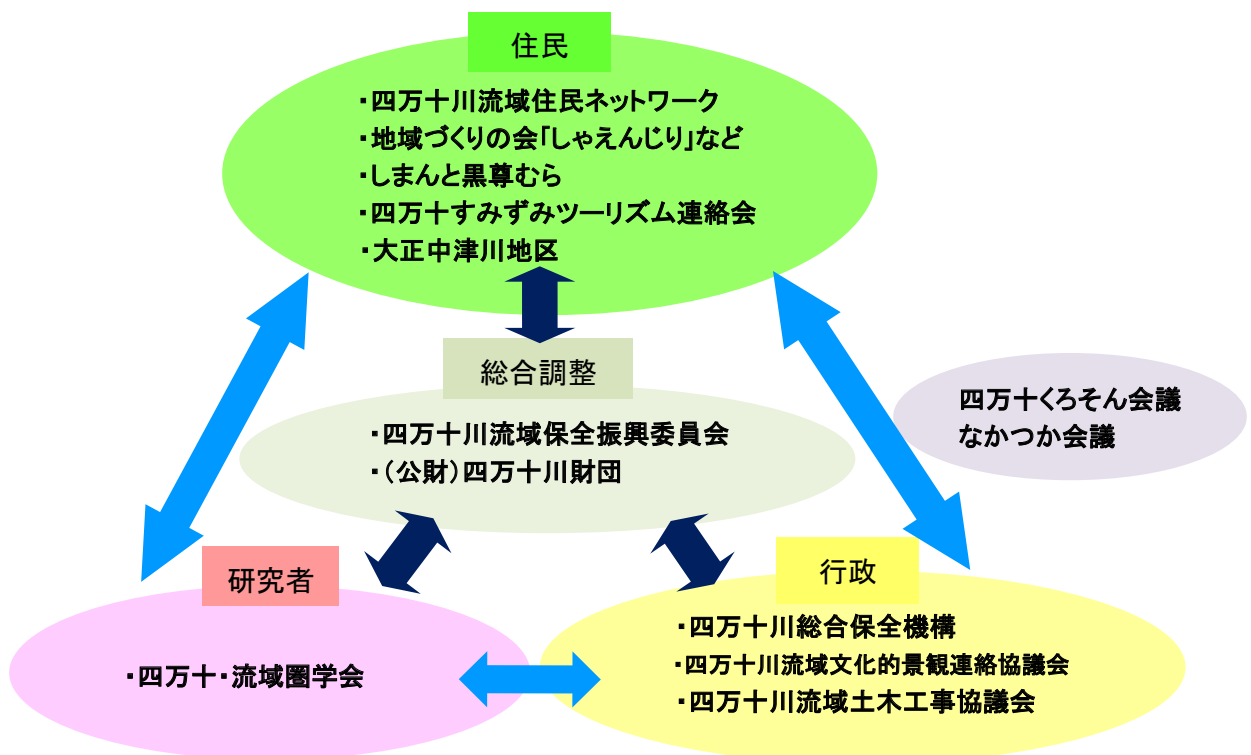 住民
・四万十川流域住民ネットワーク
・地域づくりの会「しゃえんじり」など
・しまんと黒尊むら
・四万十すみずみツーリズム連絡会
・大正中津川地区
総合調整
・四万十川流域保全振興委員会
・（公財）四万十川財団
四万十くろそん会議
なかつか会議
研究者
・四万十・流域圏学会
行政
・四万十川総合保全機構
・四万十川流域文化的景観連絡協議会
・四万十川流域土木工事協議会